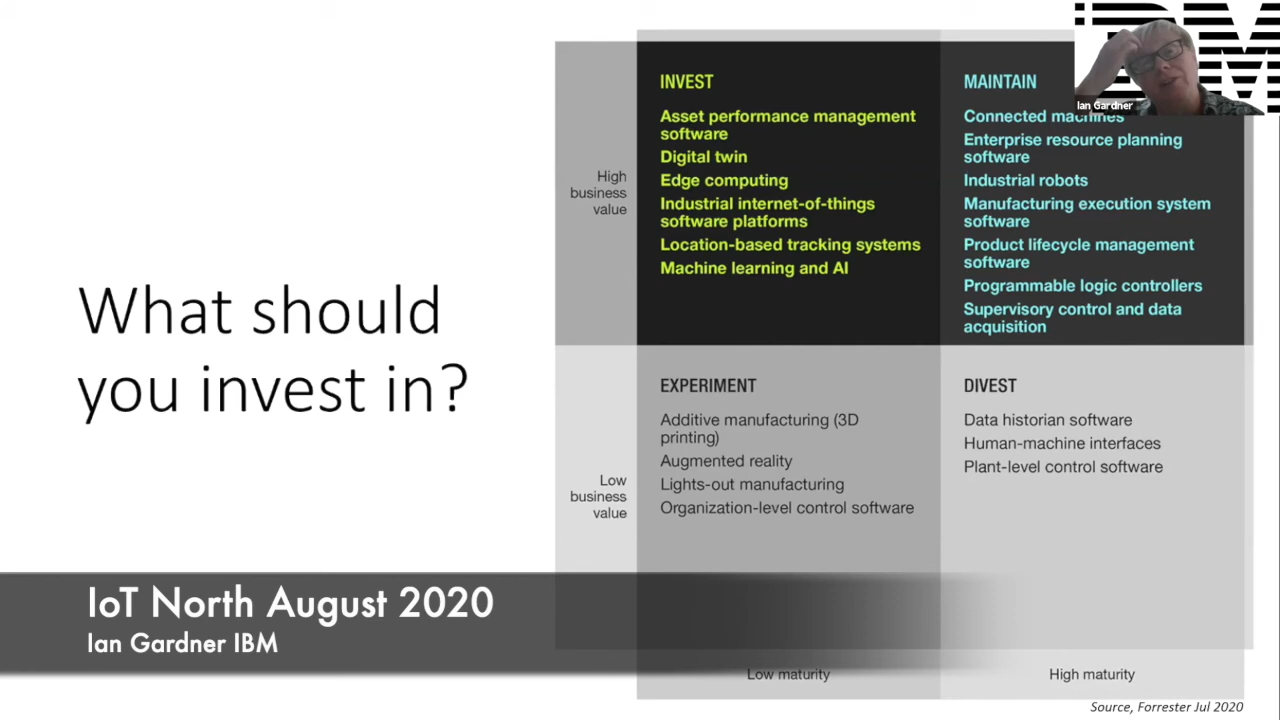 What should
you invest in?
High
business
value
INVEST
Asset performance management
software
Digital twin
Edge computing
Industrial internet-of-things
software platforms
Location-based tracking systems
Machine learning and AI
MAINTAIN
Connected machines
Enterprise resource planning
software
Industrial robots
Manufacturing execution system
software
Product lifecycle management
software
Programmable logic controllers
Supervisory control and data
acquisition
IBM
Ian Gardner
Low
business
value
EXPERIMENT
Additive manufacturing (3D
printing)
Augmented reality
Lights-out manufacturing
Organization-level control software
DIVEST
Data historian software
Human-machine interfaces
Plant-level control software
IoT North August 2020
Ian Gardner IBM
Low maturity
High maturity
Source, Forrester Jul 2020